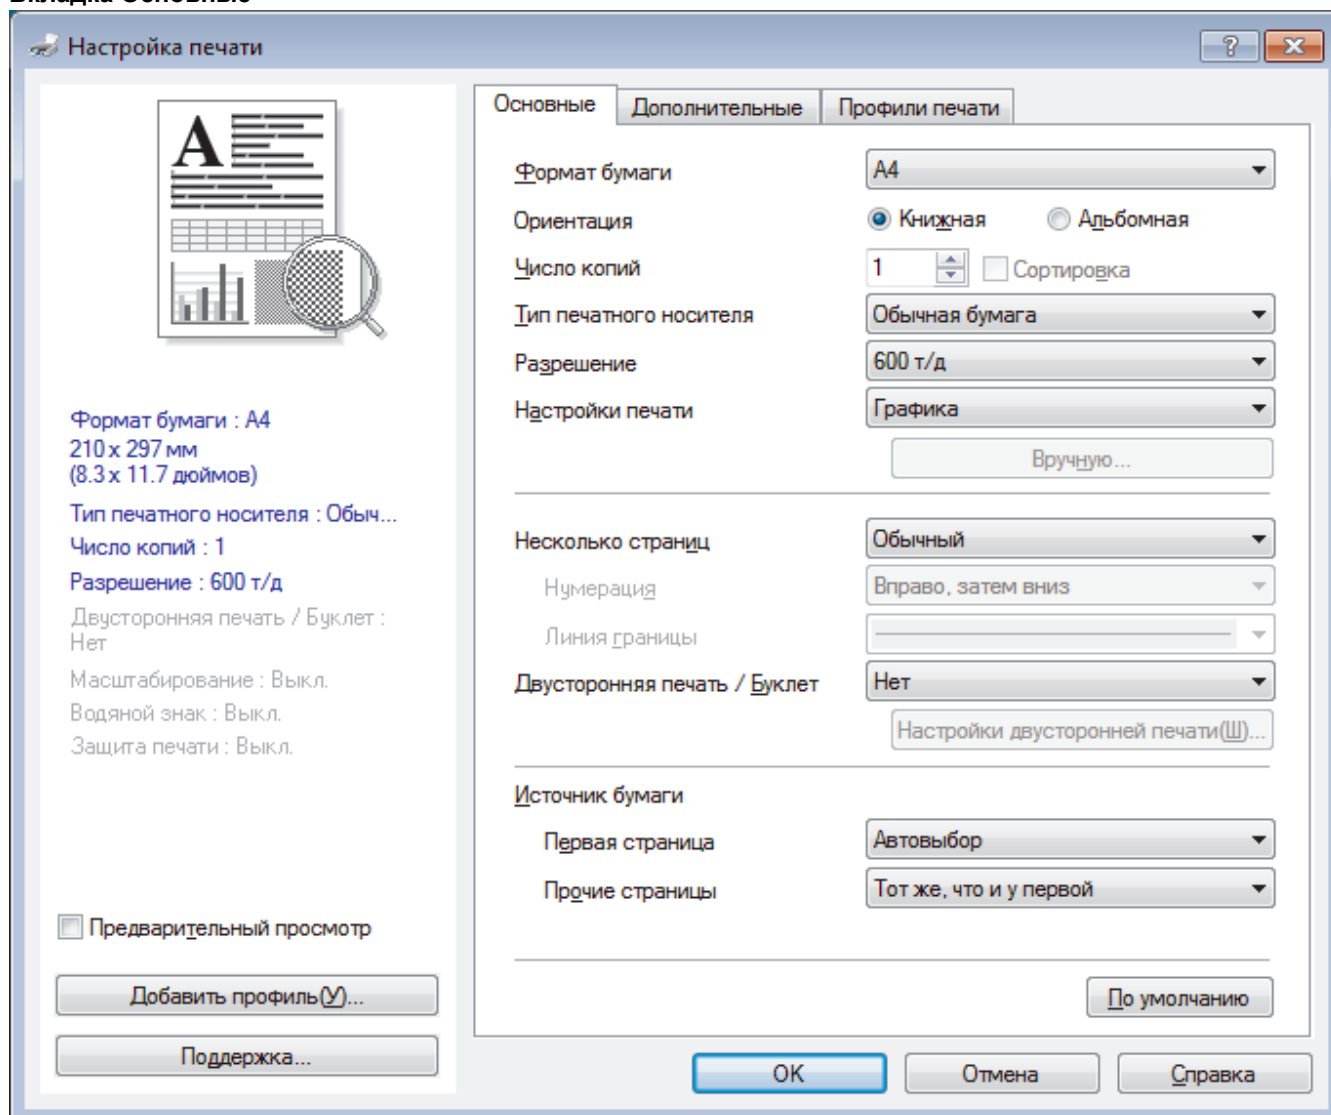 Вкладка Основные
Настройка печати
Основные
Дополнительные
Профили печати
A
Формат бумаги
A4
Ориентация
Книжная
Альбомная
Число копий
1
Сортировка
Тип печатного носителя
Обычная бумага
Разрешение
600 т/д
Настройки печати
Графика
Вручную...
Формат бумаги : A4
210 x 297 мм
(8.3 x 11.7 дюймов)
Тип печатного носителя : Обыч...
Число копий : 1
Разрешение : 600 т/д
Двусторонняя печать / Буклет :
Нет
Масштабирование : Выкл.
Водяной знак : Выкл.
Защита печати : Выкл.
Несколько страниц
Обычный
Нумерация
Вправо, затем вниз
Линия границы
Двусторонняя печать / Буклет
Нет
Настройки двусторонней печати(Ш)...
Источник бумаги
Первая страница
Автовыбор
Прочие страницы
Тот же, что и у первой
Предварительный просмотр
Добавить профиль(У)...
Поддержка...
По умолчанию
OK
Отмена
Справка